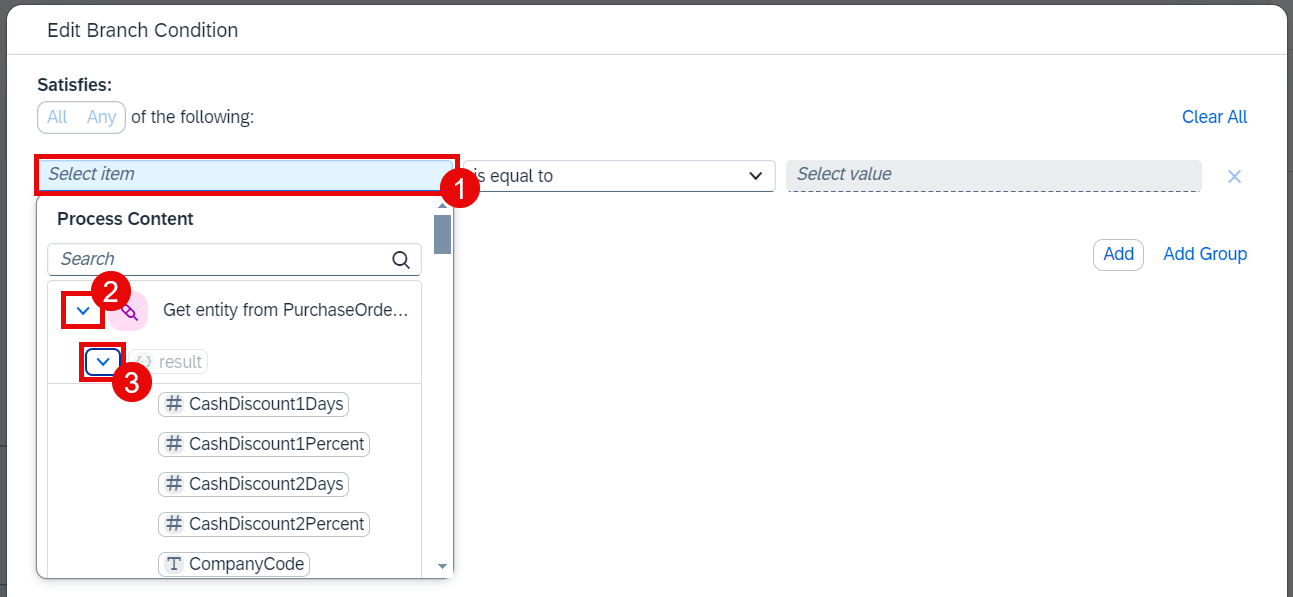 Edit Branch Condition
Satisfies:
All Any of the following:
Clear All
Select item
is equal to
Select value
1
Process Content
Search
Add Add Group
2
Get entity from PurchaseOrde...
result
3
# CashDiscount1Days
# CashDiscount1Percent
# CashDiscount2Days
# CashDiscount2Percent
T CompanyCode